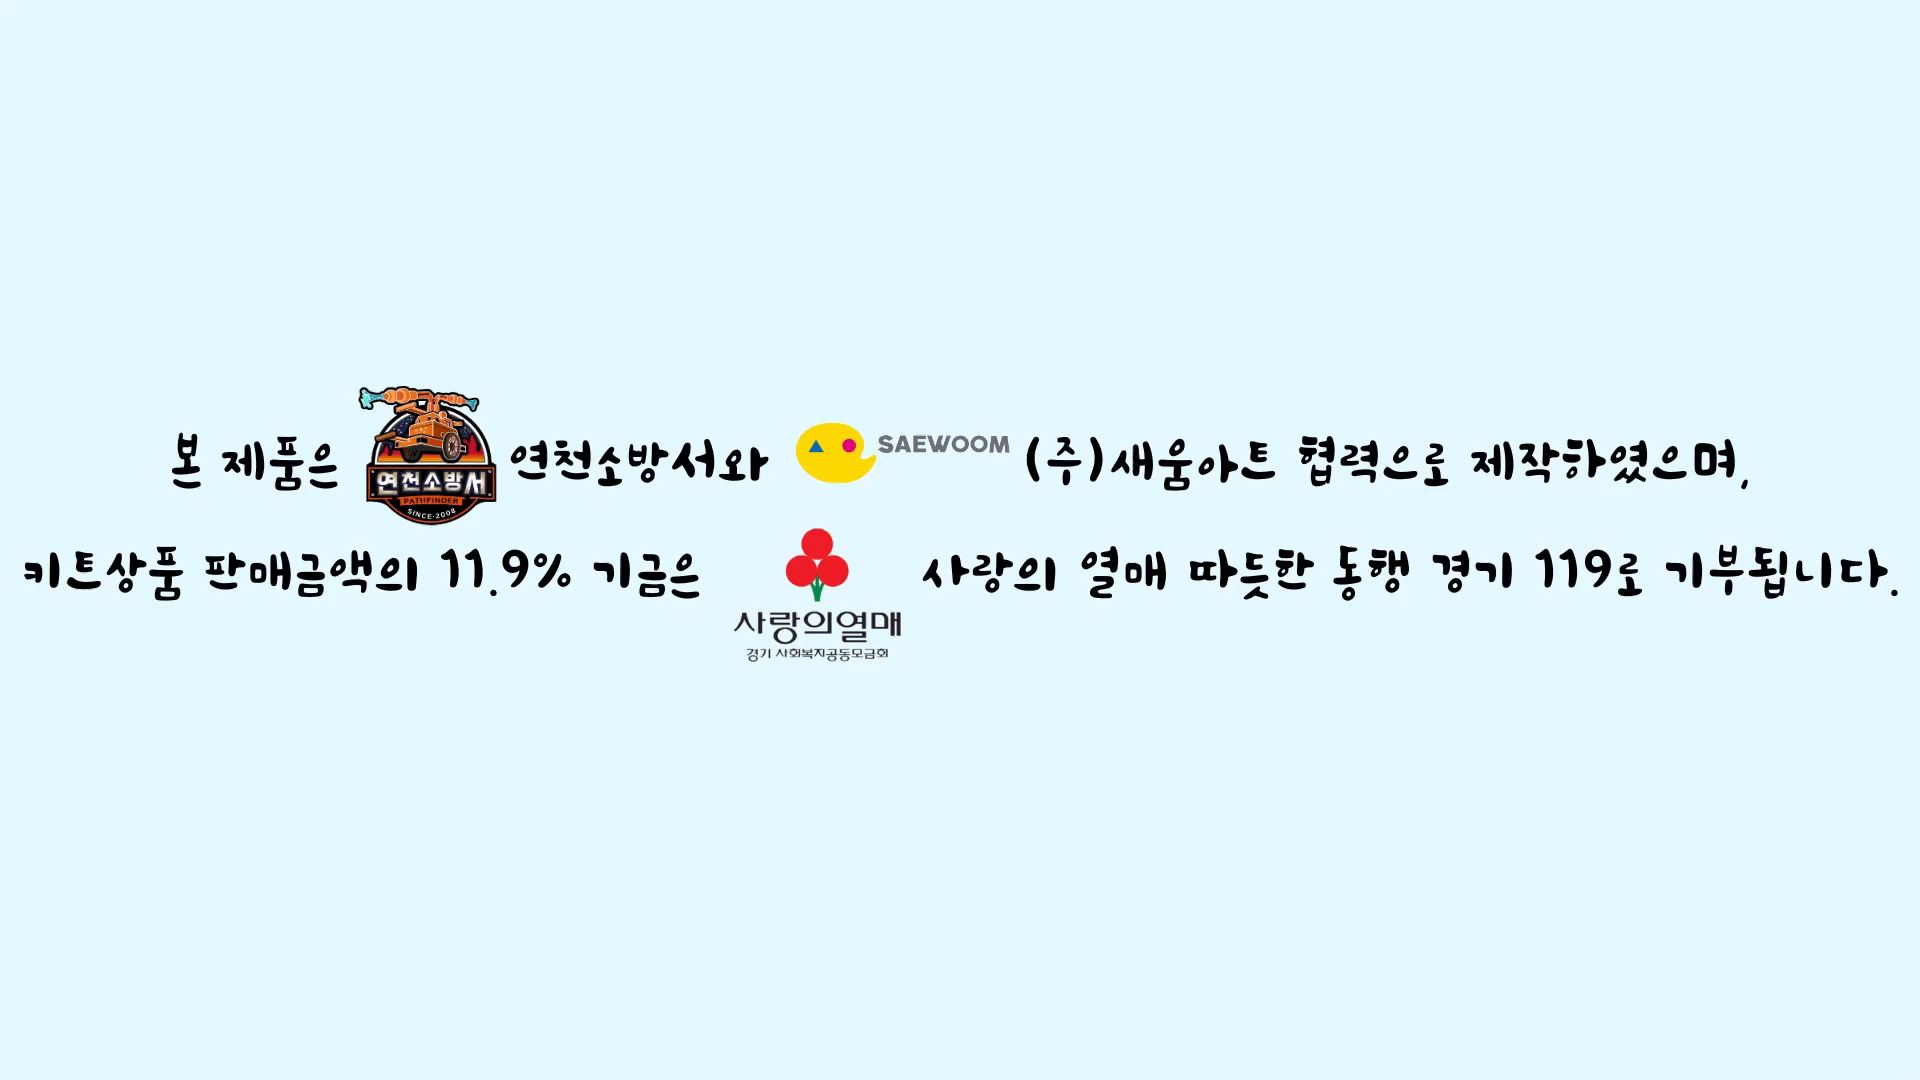 본 제품은 연천소방서 PATHFINDER SINCE·2008 연천소방서와 SAEWOOM (주)새움아트 협력으로 제작하였으며,
키트상품 판매금액의 11.9% 기금은 사랑의 열매 따듯한 동행 경기 119로 기부됩니다.
사랑의열매
경기 사회복지공동모금회